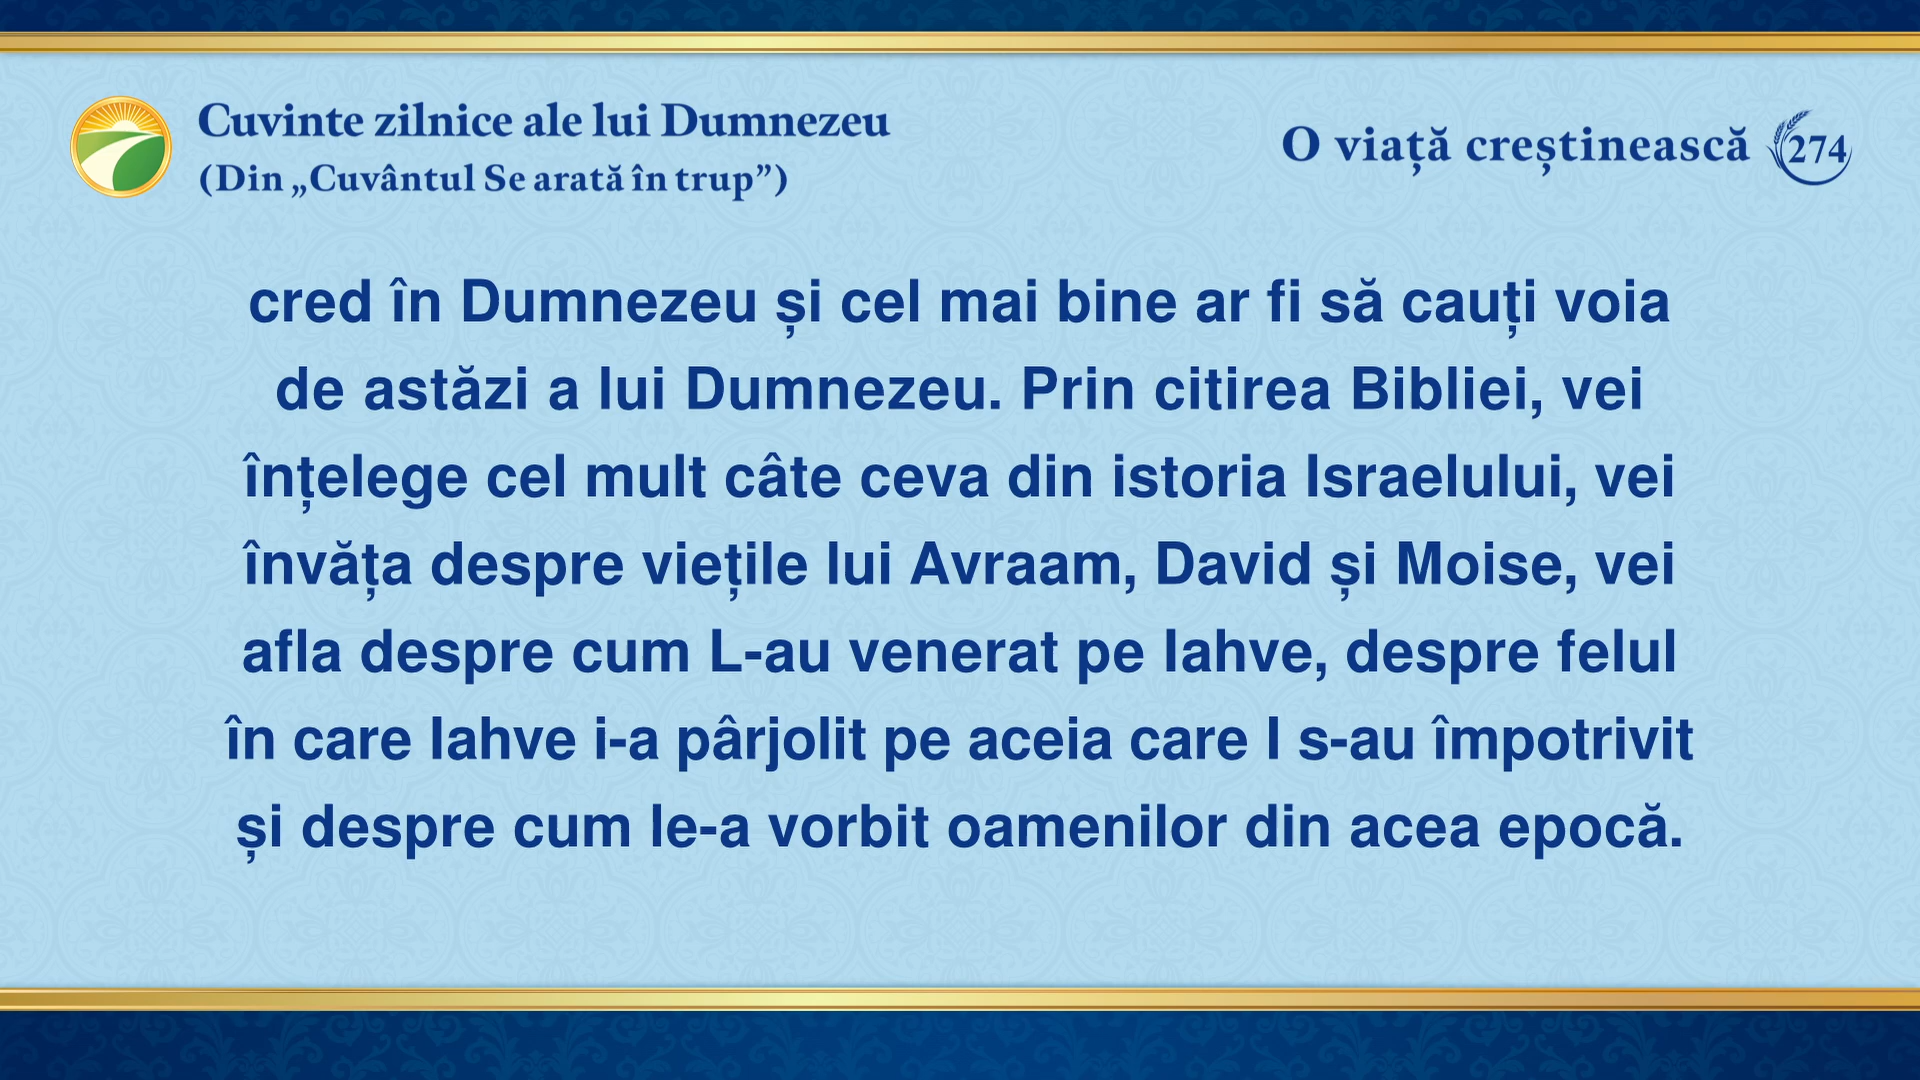 Cuvinte zilnice ale lui Dumnezeu
(Din „Cuvântul Se arată în trup”)
O viață creștinească 274
cred în Dumnezeu și cel mai bine ar fi să cauți voia
de astăzi a lui Dumnezeu. Prin citirea Bibliei, vei
înțelege cel mult câte ceva din istoria Israelului, vei
învăța despre viețile lui Avraam, David și Moise, vei
afla despre cum L-au venerat pe Iahve, despre felul
în care Iahve i-a pârjolit pe aceia care I s-au împotrivit
și despre cum le-a vorbit oamenilor din acea epocă.